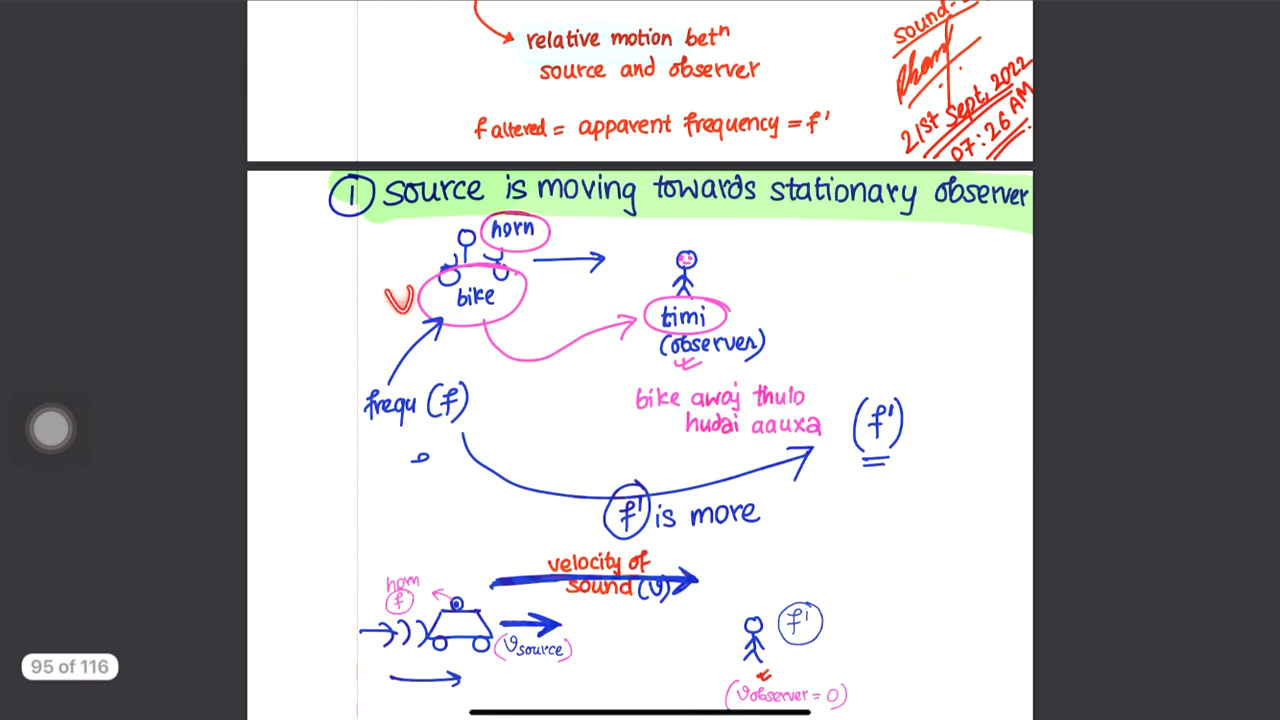 relative motion betⁿ
source and observer
f altered = apparent frequency = f'
sound-
21st Sept, 2022
07:26 AM
① source is moving towards stationary observer
horn
V
bike
timi
(observer)
frequ (f)
bike awaj thulo
hudai aauxa
(f')
f' is more
velocity of
sound (v)
horn
f
(vsource)
f'
(vobserver = 0)
95 of 116